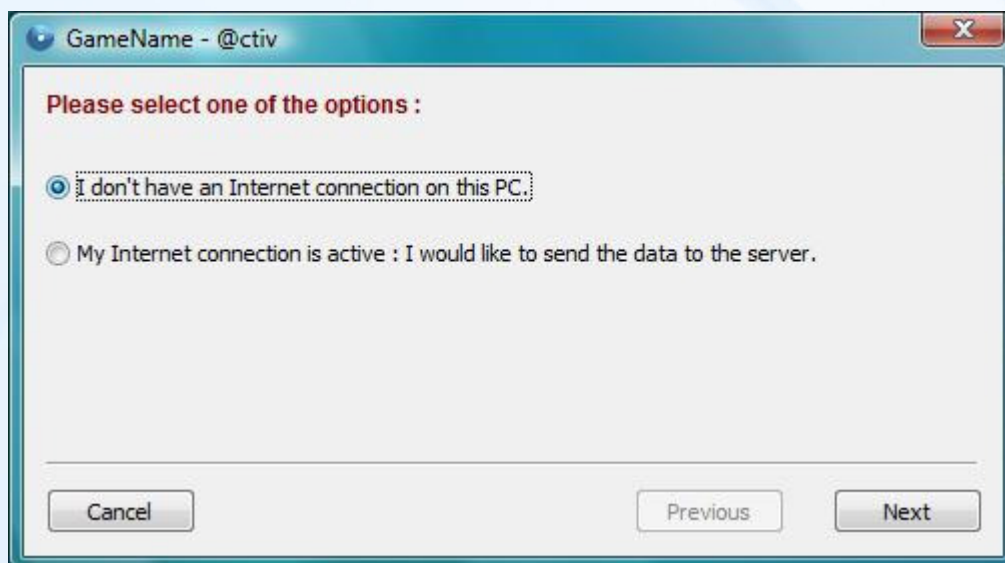 GameName - @ctiv
Please select one of the options :
I don't have an Internet connection on this PC.
My Internet connection is active : I would like to send the data to the server.
Cancel
Previous
Next